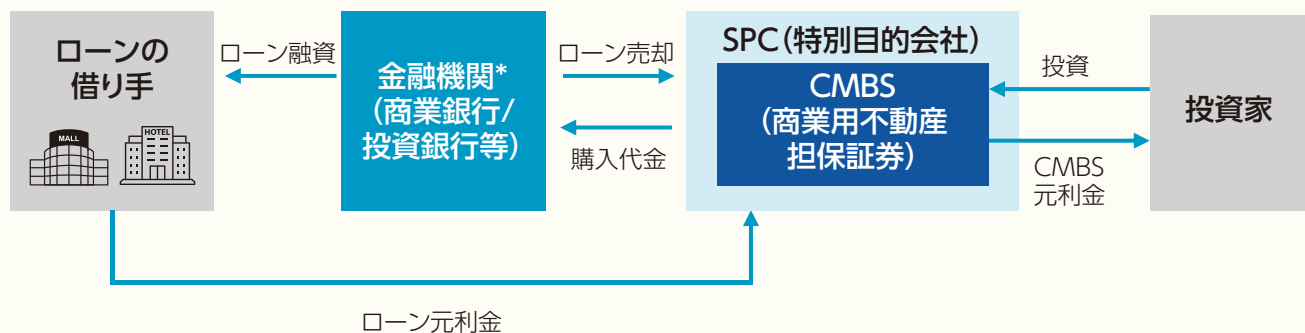 ローンの
借り手
MALL
HOTEL
ローン融資
金融機関*
（商業銀行/
投資銀行等）
ローン売却
購入代金
SPC（特別目的会社）
CMBS
（商業用不動産
担保証券）
投資
CMBS
元利金
投資家
ローン元利金